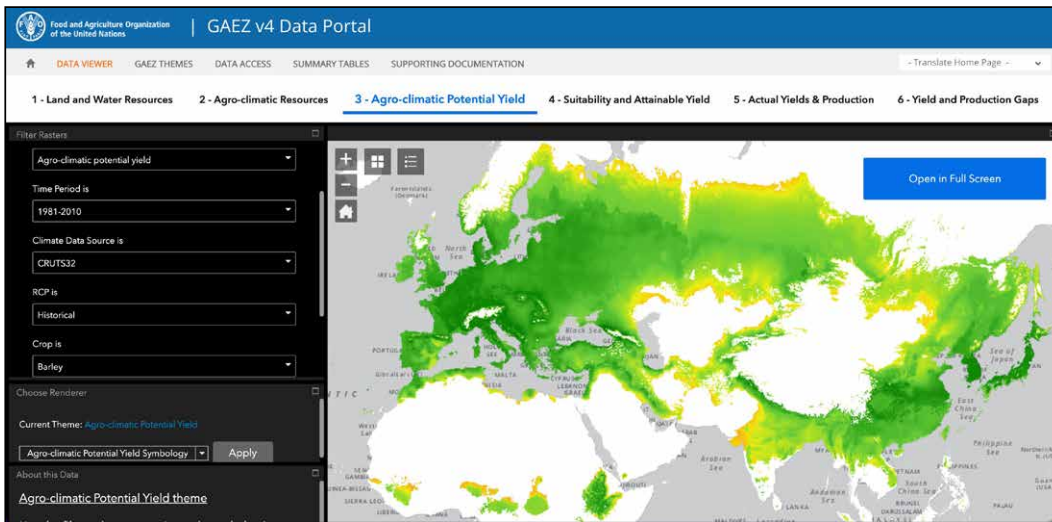 Food and Agriculture Organization
of the United Nations
GAEZ v4 Data Portal
DATA VIEWER GAEZ THEMES DATA ACCESS SUMMARY TABLES SUPPORTING DOCUMENTATION - Translate Home Page -
1 - Land and Water Resources 2 - Agro-climatic Resources 3 - Agro-climatic Potential Yield 4 - Suitability and Attainable Yield 5 - Actual Yields & Production 6 - Yield and Production Gaps
Filter Rasters
Agro-climatic potential yield
Time Period is
1981-2010
Climate Data Source is
CRUTS32
RCP is
Historical
Crop is
Barley
Choose Renderer
Current Theme: Agro-climatic Potential Yield
Agro-climatic Potential Yield Symbology Apply
About this Data
Agro-climatic Potential Yield theme
+
−
Open in Full Screen
(Denmark)
North
Sea
Black Sea
MALTA
LEBANON
Sea of
Japan
East
China
Sea
Philippine
Sea
Arabian
Sea
Andaman
Sea
South
China Sea
LANKA
BRUNEI
DARUSSALAM
PALAU